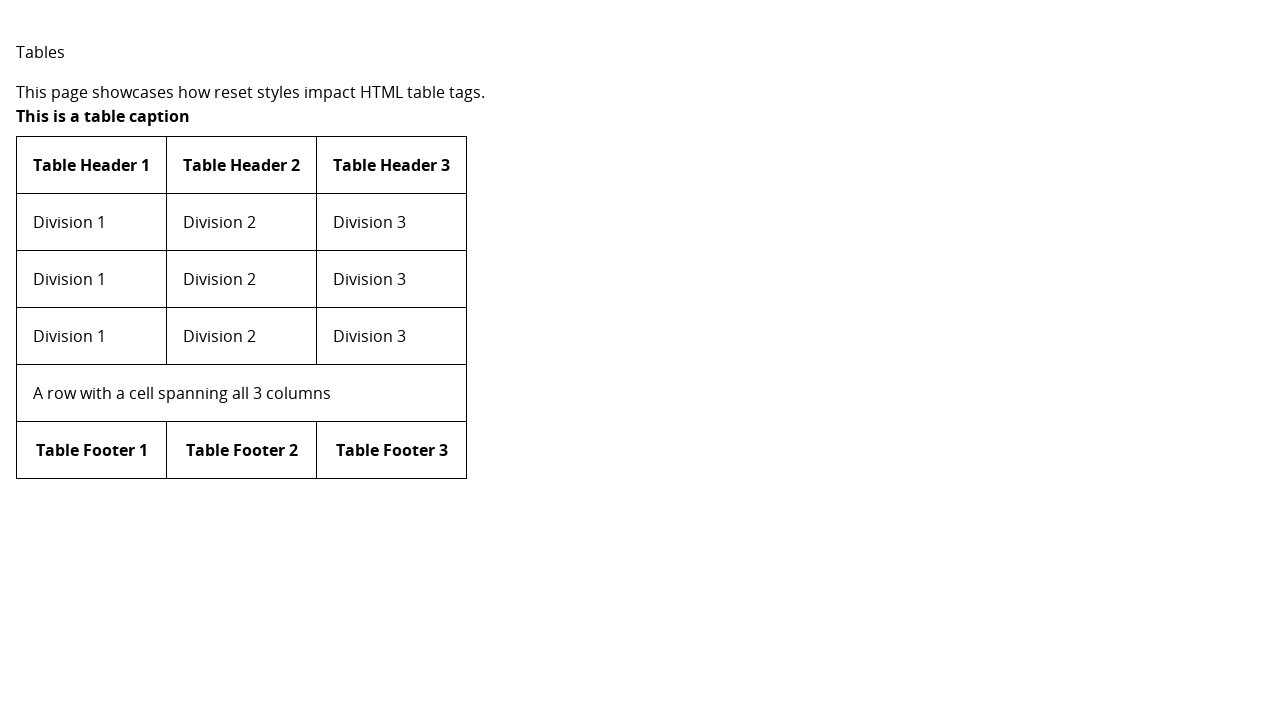 Tables
This page showcases how reset styles impact HTML table tags.
This is a table caption
Table Header 1 Table Header 2 Table Header 3
Division 1 Division 2 Division 3
Division 1 Division 2 Division 3
Division 1 Division 2 Division 3
A row with a cell spanning all 3 columns
Table Footer 1 Table Footer 2 Table Footer 3